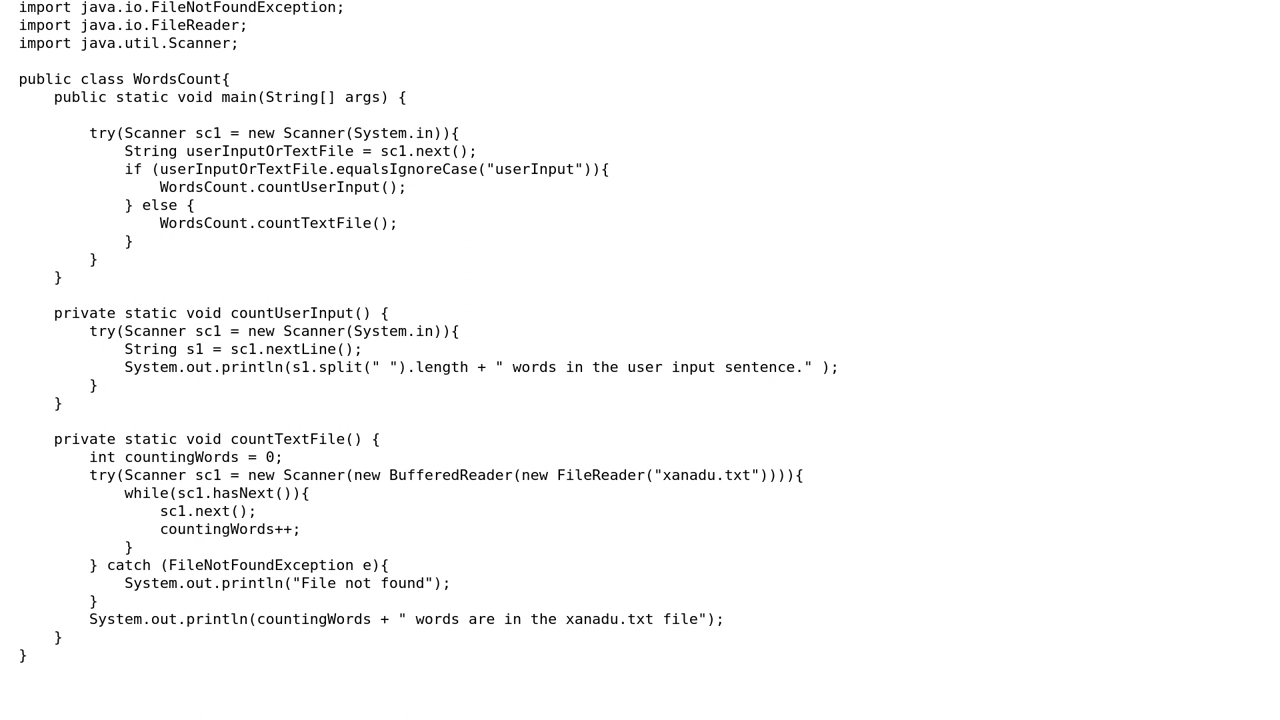 import java.io.FileNotFoundException;
import java.io.FileReader;
import java.util.Scanner;

public class WordsCount{
    public static void main(String[] args) {

        try(Scanner sc1 = new Scanner(System.in)){
            String userInputOrTextFile = sc1.next();
            if (userInputOrTextFile.equalsIgnoreCase("userInput")){
                WordsCount.countUserInput();
            } else {
                WordsCount.countTextFile();
            }
        }
    }

    private static void countUserInput() {
        try(Scanner sc1 = new Scanner(System.in)){
            String s1 = sc1.nextLine();
            System.out.println(s1.split(" ").length + " words in the user input sentence." );
        }
    }

    private static void countTextFile() {
        int countingWords = 0;
        try(Scanner sc1 = new Scanner(new BufferedReader(new FileReader("xanadu.txt")))){
            while(sc1.hasNext()){
                sc1.next();
                countingWords++;
            }
        } catch (FileNotFoundException e){
            System.out.println("File not found");
        }
        System.out.println(countingWords + " words are in the xanadu.txt file");
    }
}